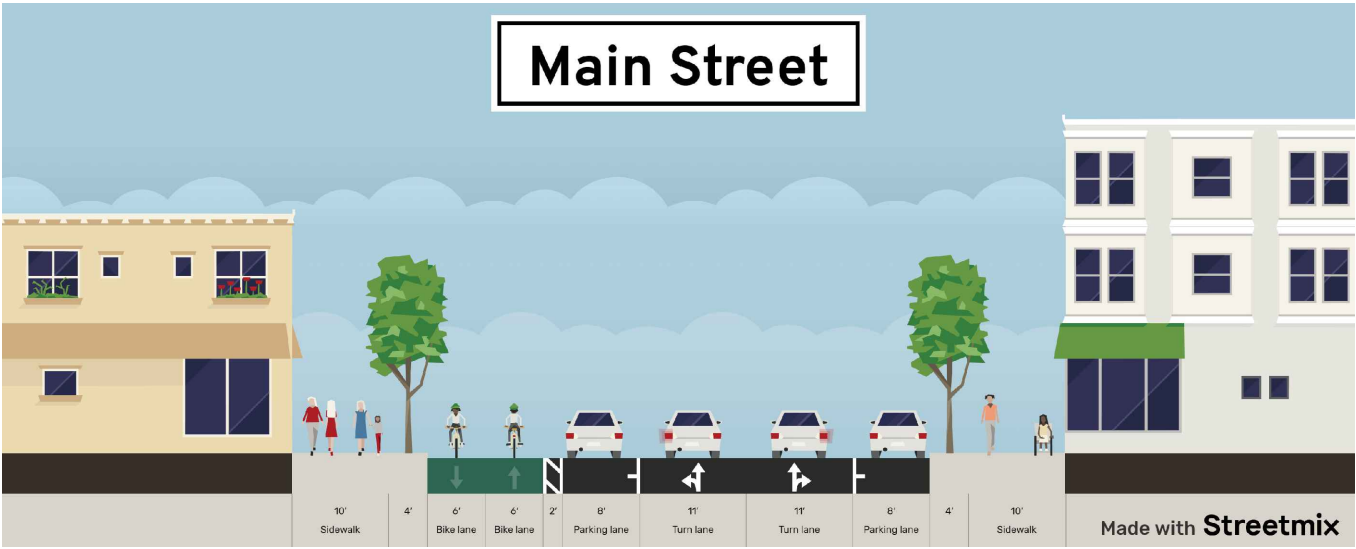 Main Street
10' 4' 6' 6' 2' 8' 11' 11' 8' 4' 10'
Sidewalk Bike lane Bike lane Parking lane Turn lane Turn lane Parking lane Sidewalk
Made with Streetmix